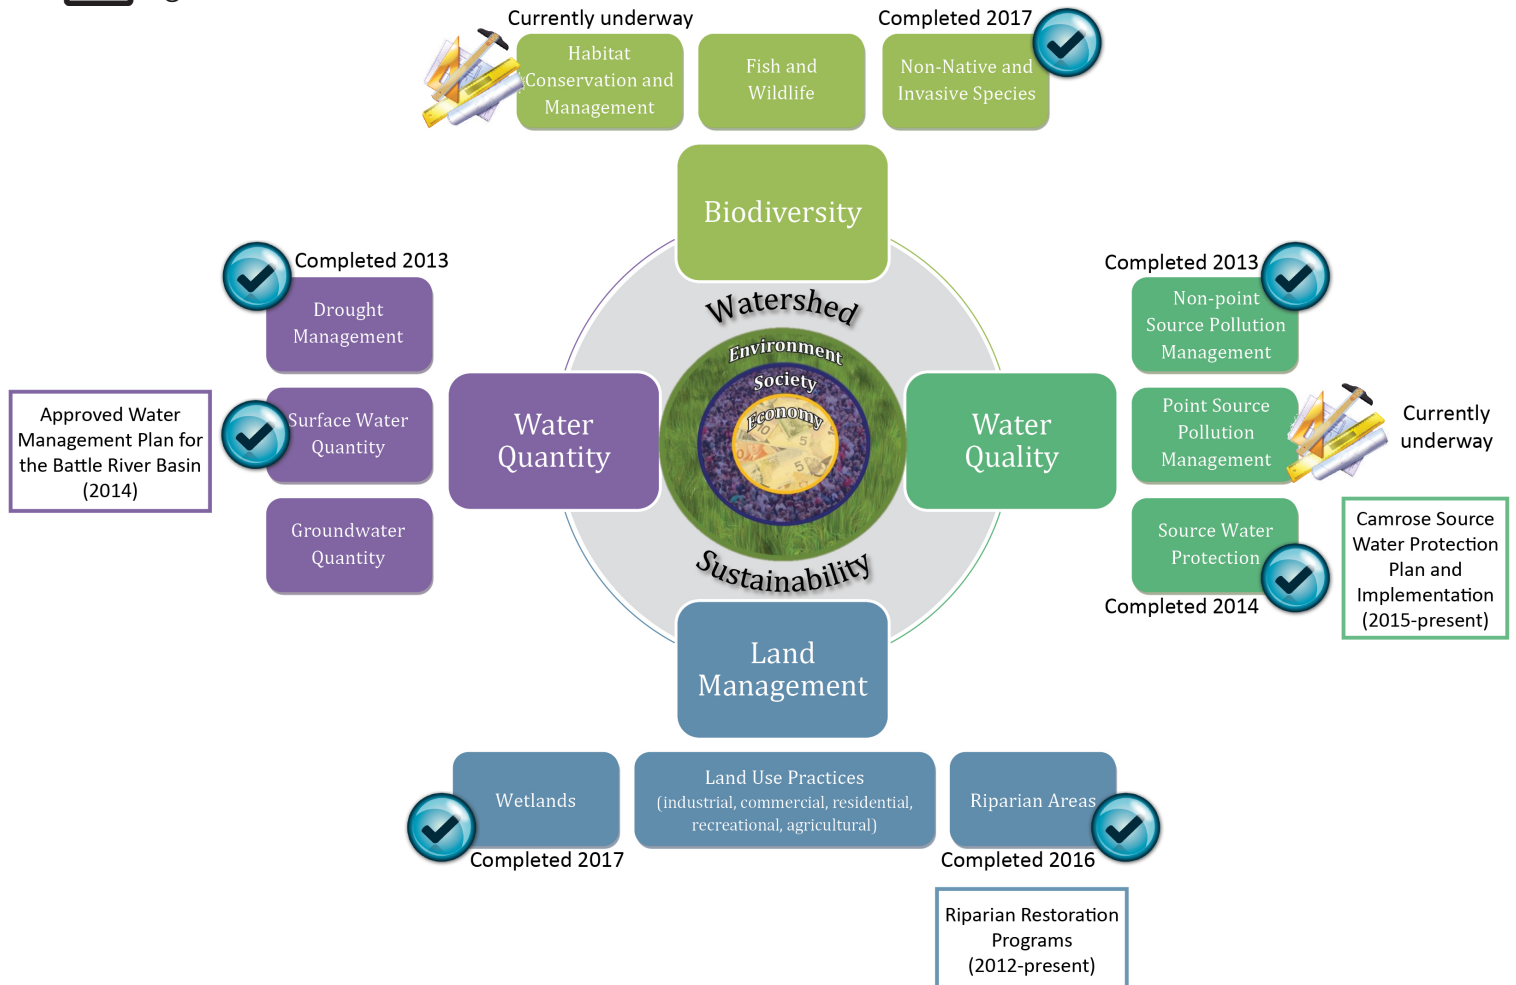 Currently underway
Completed 2017
Habitat
Conservation and
Management
Fish and
Wildlife
Non-Native and
Invasive Species
Biodiversity
Completed 2013
Drought
Management
Approved Water
Management Plan for
the Battle River Basin
(2014)
Surface Water
Quantity
Groundwater
Quantity
Water
Quantity
Watershed
Environment
Society
Economy
Sustainability
Water
Quality
Completed 2013
Non-point
Source Pollution
Management
Point Source
Pollution
Management
Currently
underway
Source Water
Protection
Completed 2014
Camrose Source
Water Protection
Plan and
Implementation
(2015-present)
Land
Management
Wetlands
Completed 2017
Land Use Practices
(industrial, commercial, residential,
recreational, agricultural)
Riparian Areas
Completed 2016
Riparian Restoration
Programs
(2012-present)